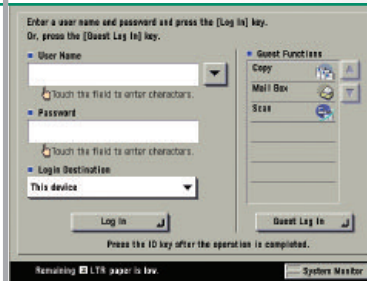 Enter a user name and password and press the [Log In] key.
Or, press the [Guest Log In] key.
User Name
Touch the field to enter characters.
Password
Touch the field to enter characters.
Login Destination
This device
Log In
Guest Functions
Copy
Mail Box
Scan
Guest Log In
Press the ID key after the operation is completed.
Remaining LTR paper is low.
System Monitor